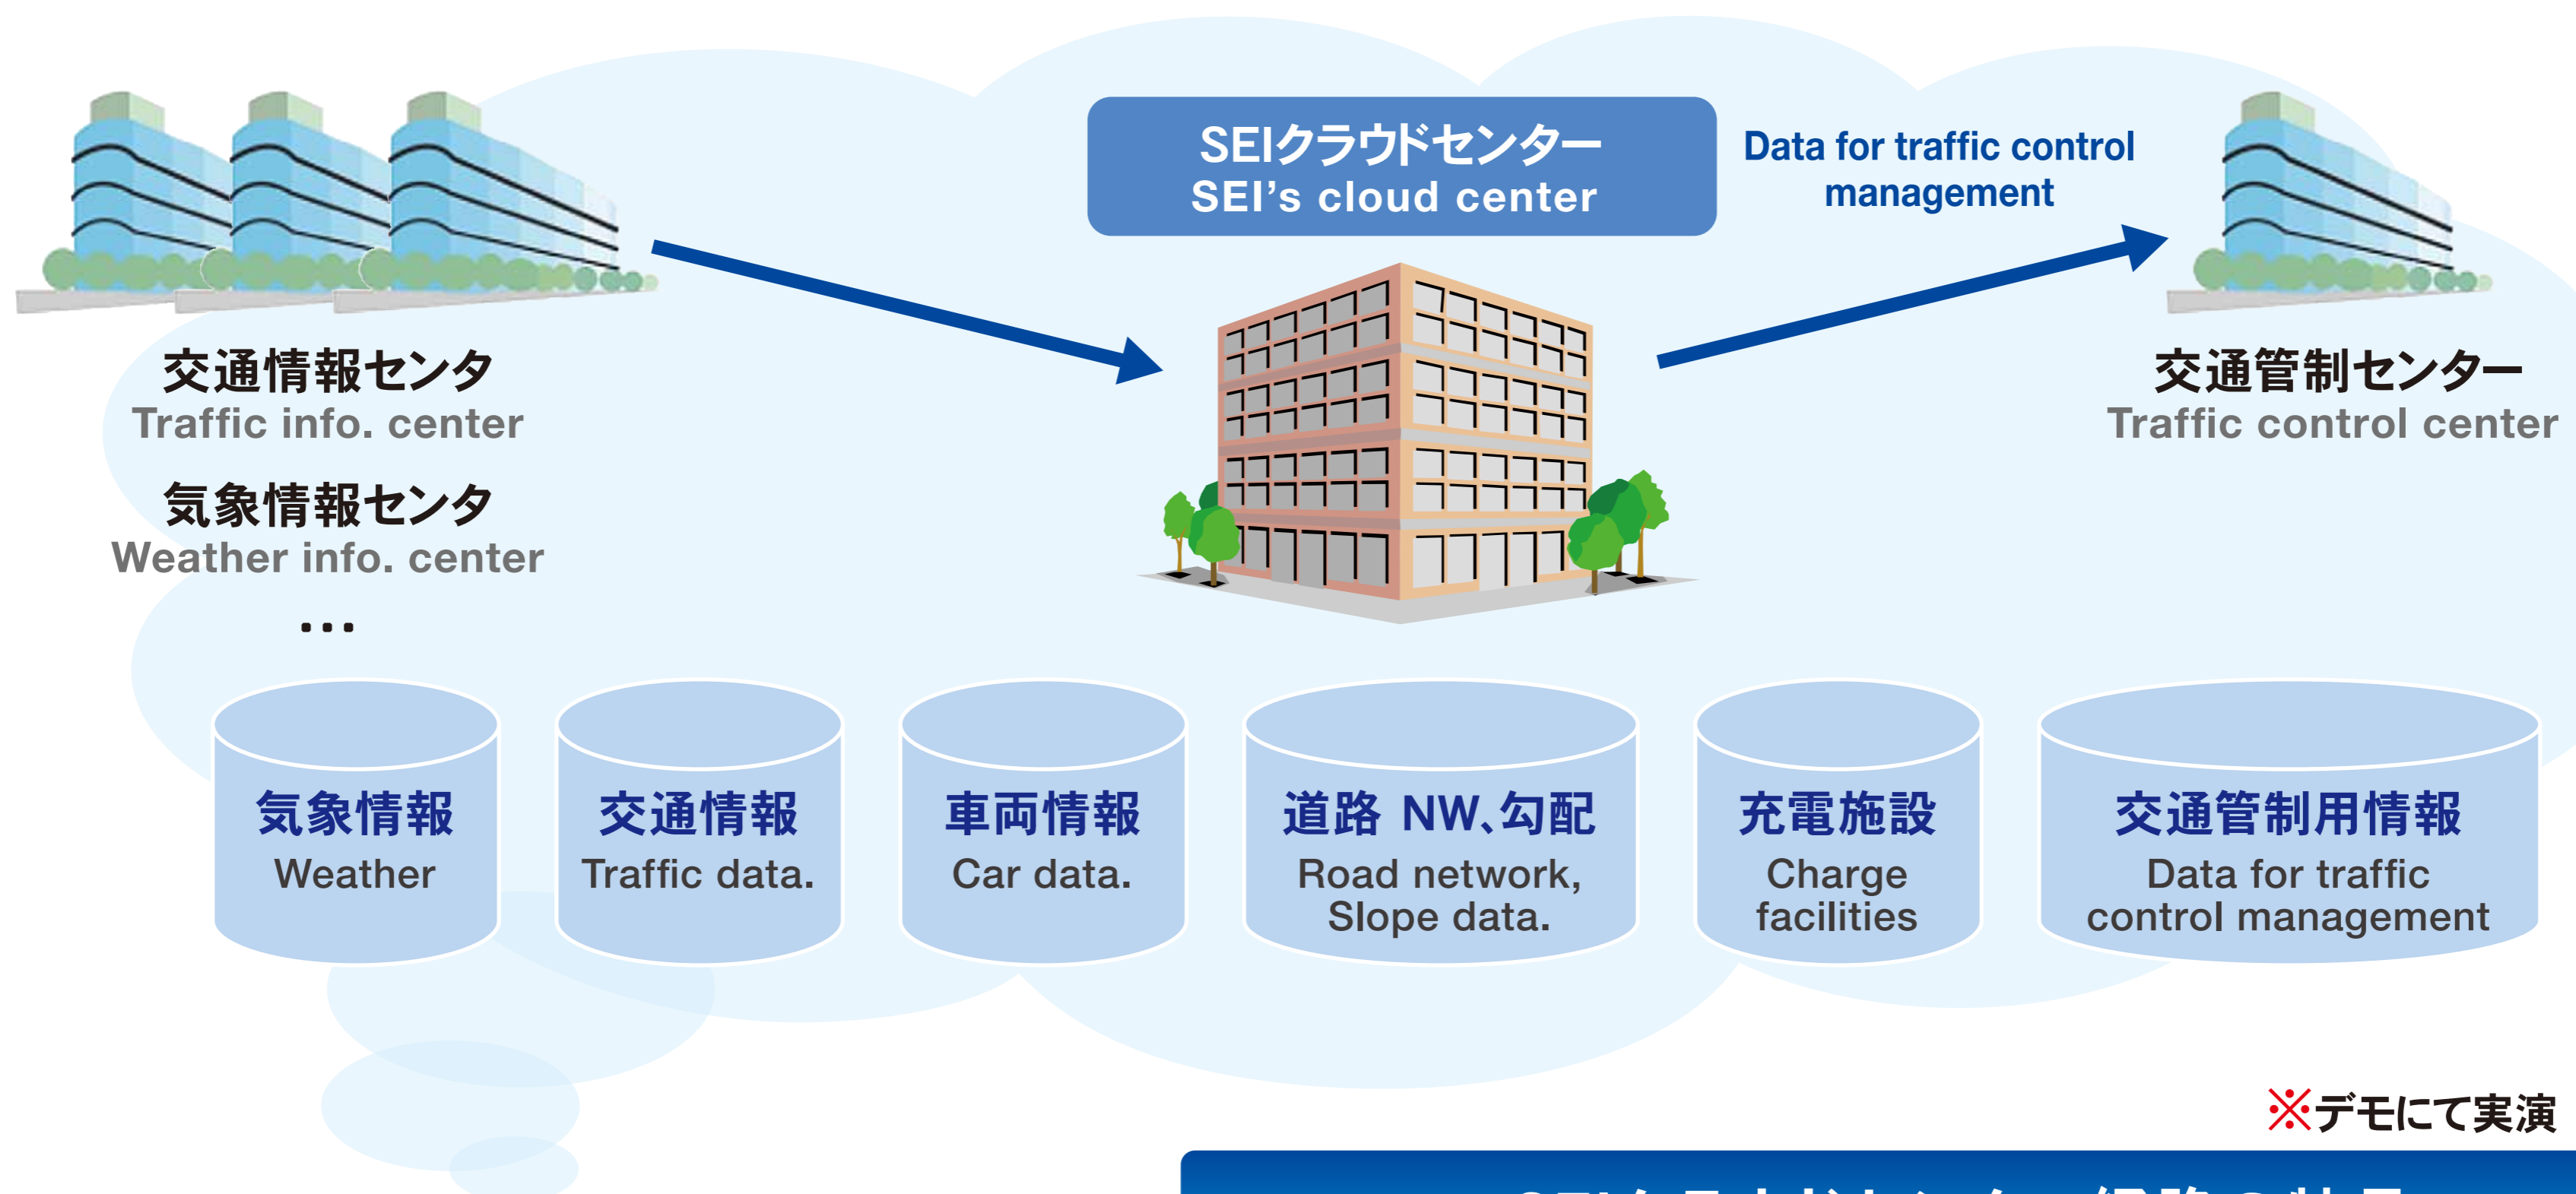 SEIクラウドセンター
SEI's cloud center
Data for traffic control
management
交通情報センタ
Traffic info. center
気象情報センタ
Weather info. center
…
交通管制センター
Traffic control center
気象情報
Weather
交通情報
Traffic data.
車両情報
Car data.
道路 NW、勾配
Road network,
Slope data.
充電施設
Charge
facilities
交通管制用情報
Data for traffic
control management
※デモにて実演